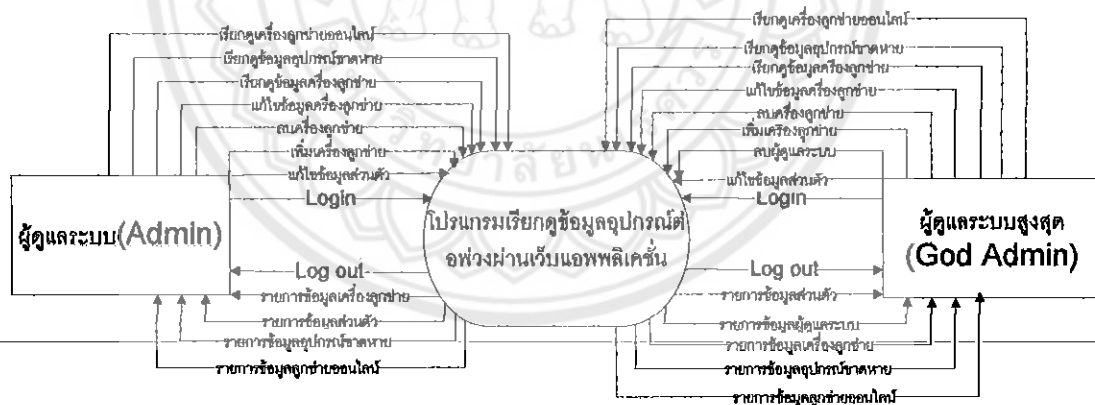 เรียกดูเครื่องลูกข่ายออนไลน์
เรียกดูข้อมูลอุปกรณ์ขาดหาย
เรียกดูข้อมูลเครื่องลูกข่าย
แก้ไขข้อมูลเครื่องลูกข่าย
ลบเครื่องลูกข่าย
เพิ่มเครื่องลูกข่าย
แก้ไขข้อมูลส่วนตัว
Login
ผู้ดูแลระบบ(Admin)
Log out
รายการข้อมูลเครื่องลูกข่าย
รายการข้อมูลส่วนตัว
รายการข้อมูลอุปกรณ์ขาดหาย
รายการข้อมูลลูกข่ายออนไลน์
โปรแกรมเรียกดูข้อมูลอุปกรณ์ต่
อพ่วงผ่านเว็บแอพพลิเคชั่น
เรียกดูเครื่องลูกข่ายออนไลน์
เรียกดูข้อมูลอุปกรณ์ขาดหาย
เรียกดูข้อมูลเครื่องลูกข่าย
แก้ไขข้อมูลเครื่องลูกข่าย
ลบเครื่องลูกข่าย
เพิ่มเครื่องลูกข่าย
ลบผู้ดูแลระบบ
แก้ไขข้อมูลส่วนตัว
Login
ผู้ดูแลระบบสูงสุด
(God Admin)
Log out
รายการข้อมูลส่วนตัว
รายการข้อมูลผู้ดูแลระบบ
รายการข้อมูลเครื่องลูกข่าย
รายการข้อมูลอุปกรณ์ขาดหาย
รายการข้อมูลลูกข่ายออนไลน์